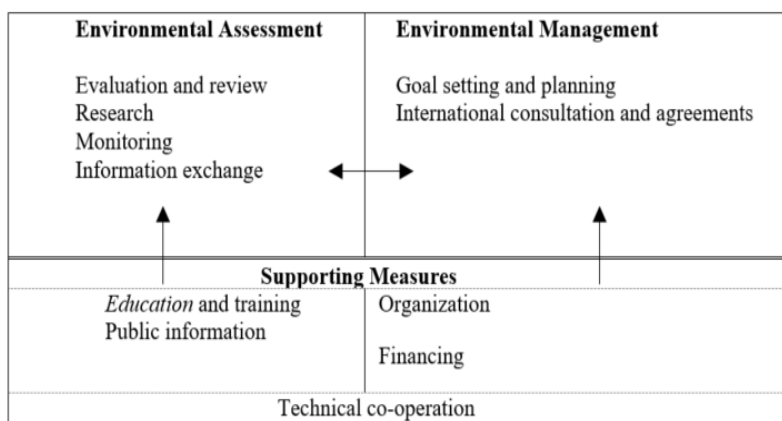 Environmental Assessment
Evaluation and review
Research
Monitoring
Information exchange
Environmental Management
Goal setting and planning
International consultation and agreements
Supporting Measures
Education and training
Public information
Organization
Financing
Technical co-operation